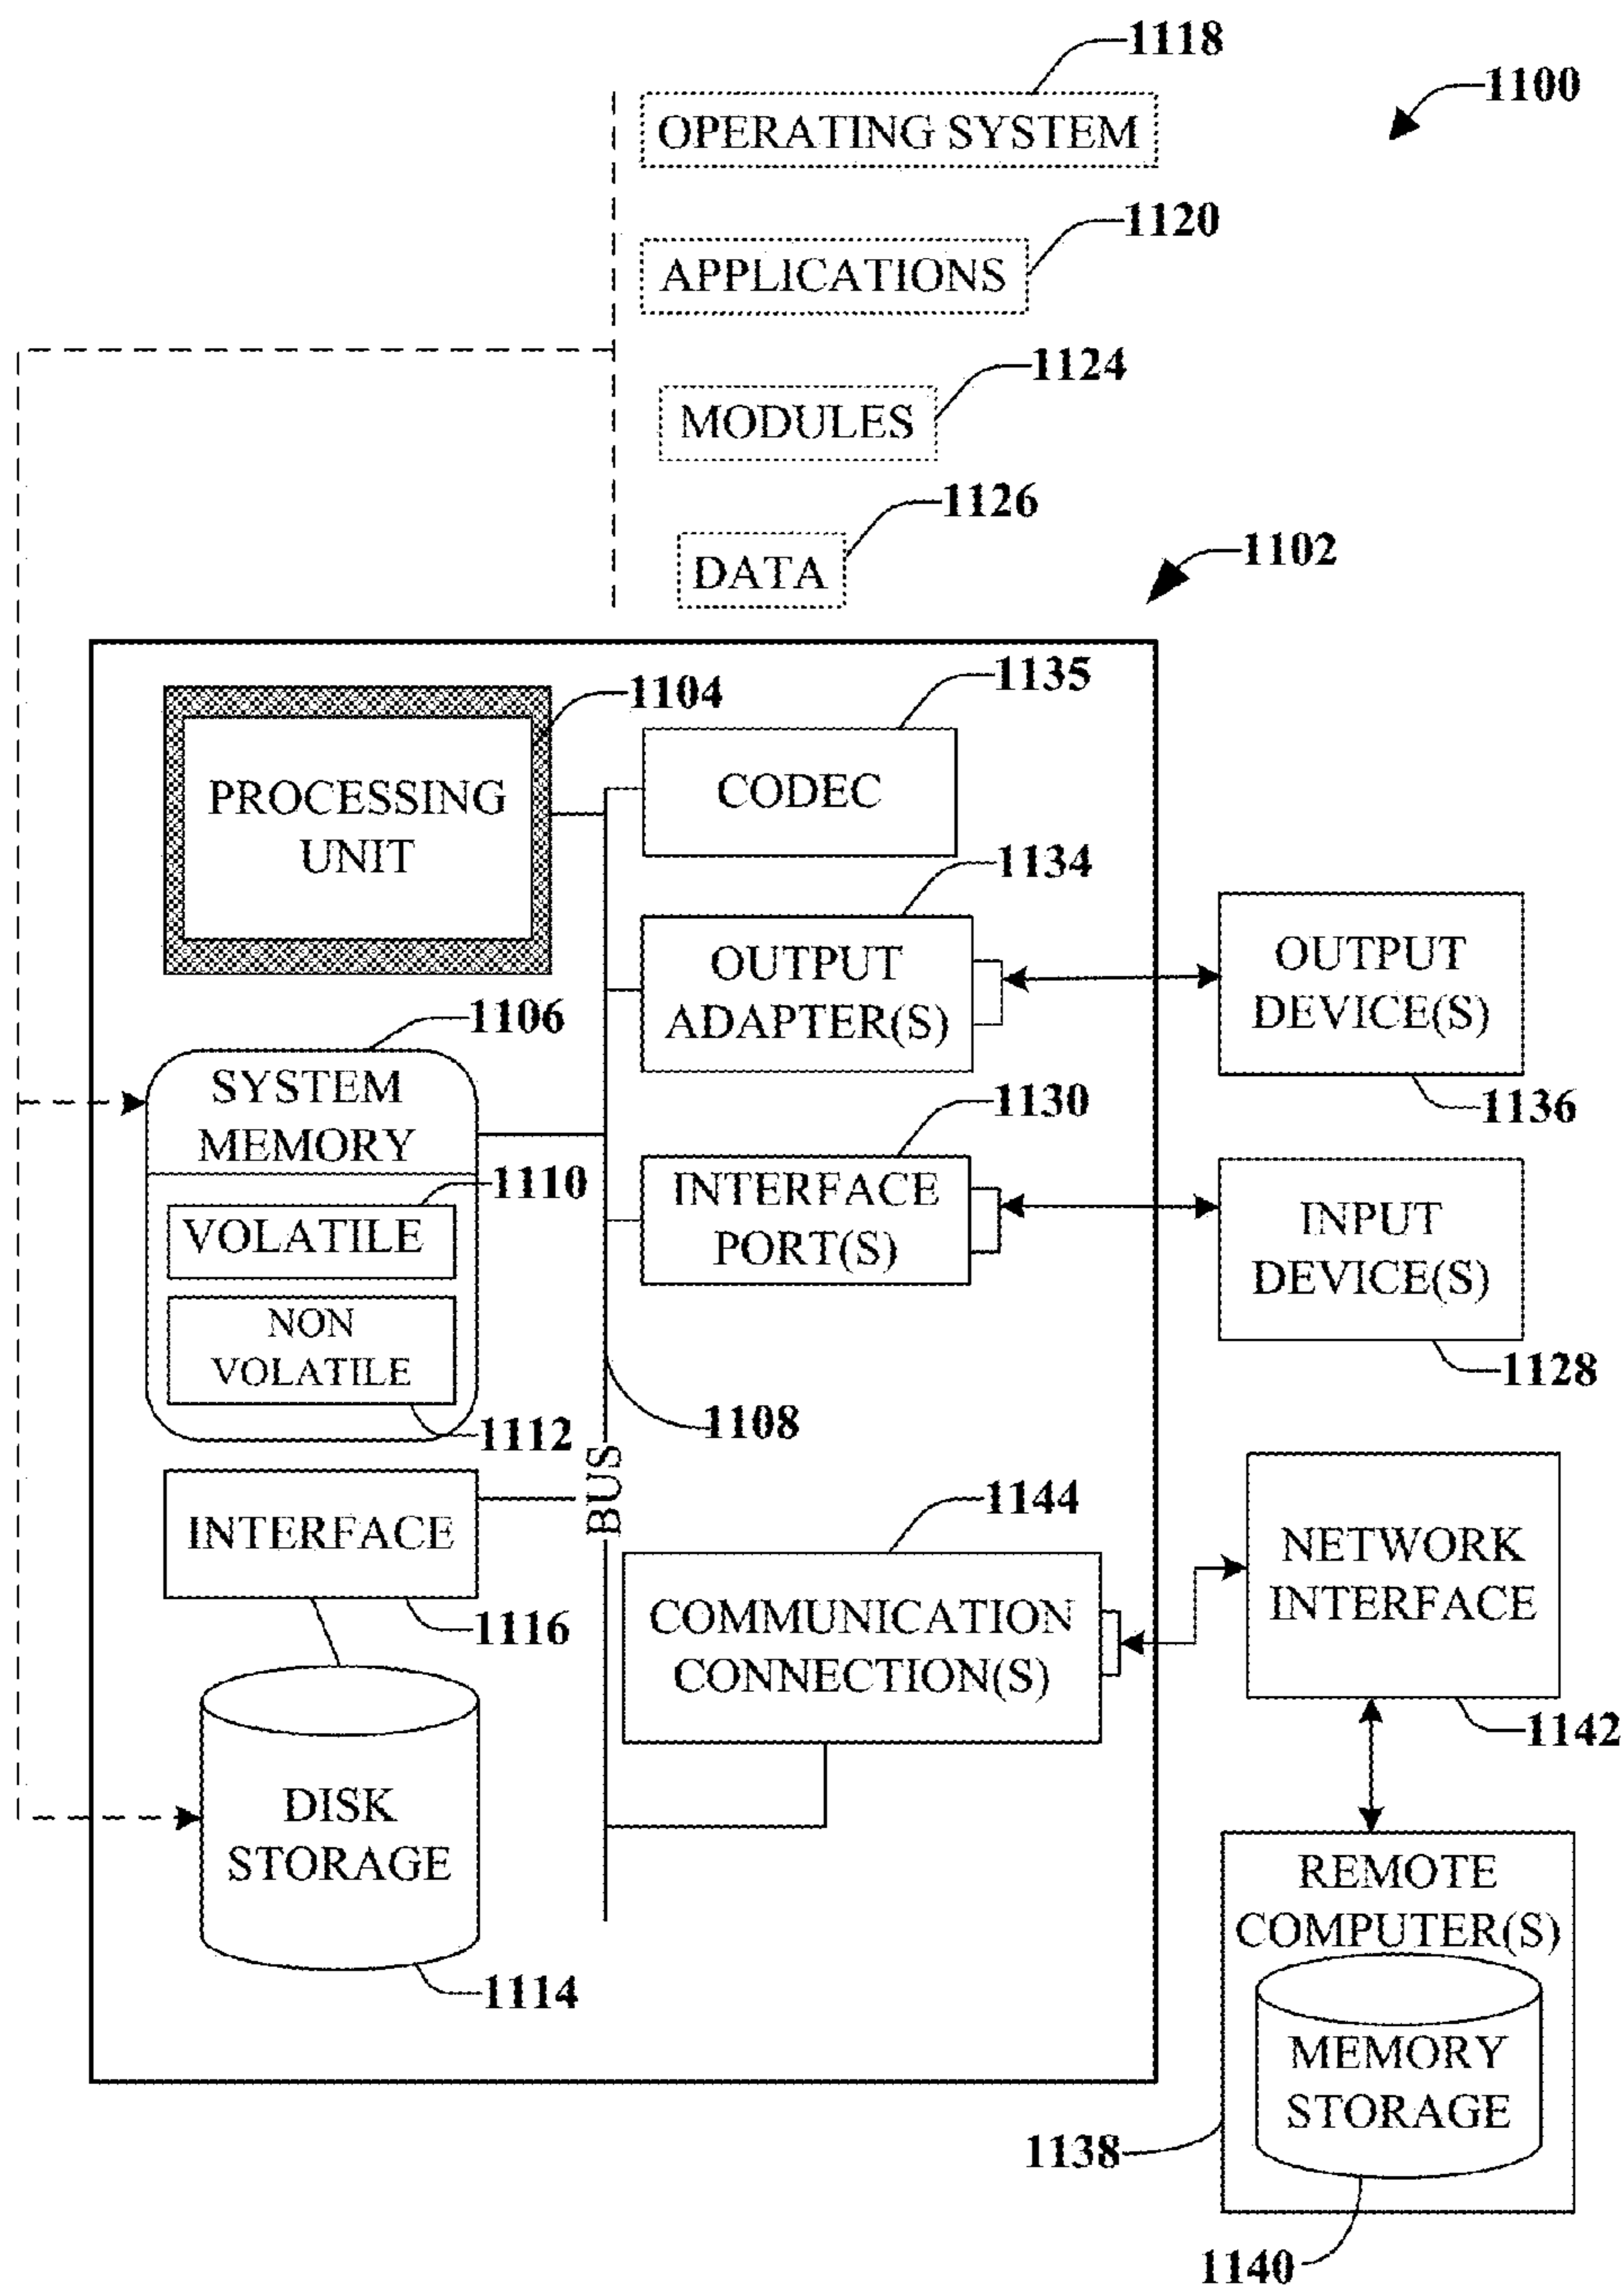 1118
1100
OPERATING SYSTEM
1120
APPLICATIONS
1124
MODULES
1126
DATA
1102
1104
PROCESSING
UNIT
1135
CODEC
1134
OUTPUT
ADAPTER(S)
OUTPUT
DEVICE(S)
1136
1106
SYSTEM
MEMORY
1110
VOLATILE
NON
VOLATILE
1112
1130
INTERFACE
PORT(S)
INPUT
DEVICE(S)
1128
1108
BUS
INTERFACE
1116
1144
COMMUNICATION
CONNECTION(S)
NETWORK
INTERFACE
1142
DISK
STORAGE
1114
REMOTE
COMPUTER(S)
MEMORY
STORAGE
1138
1140